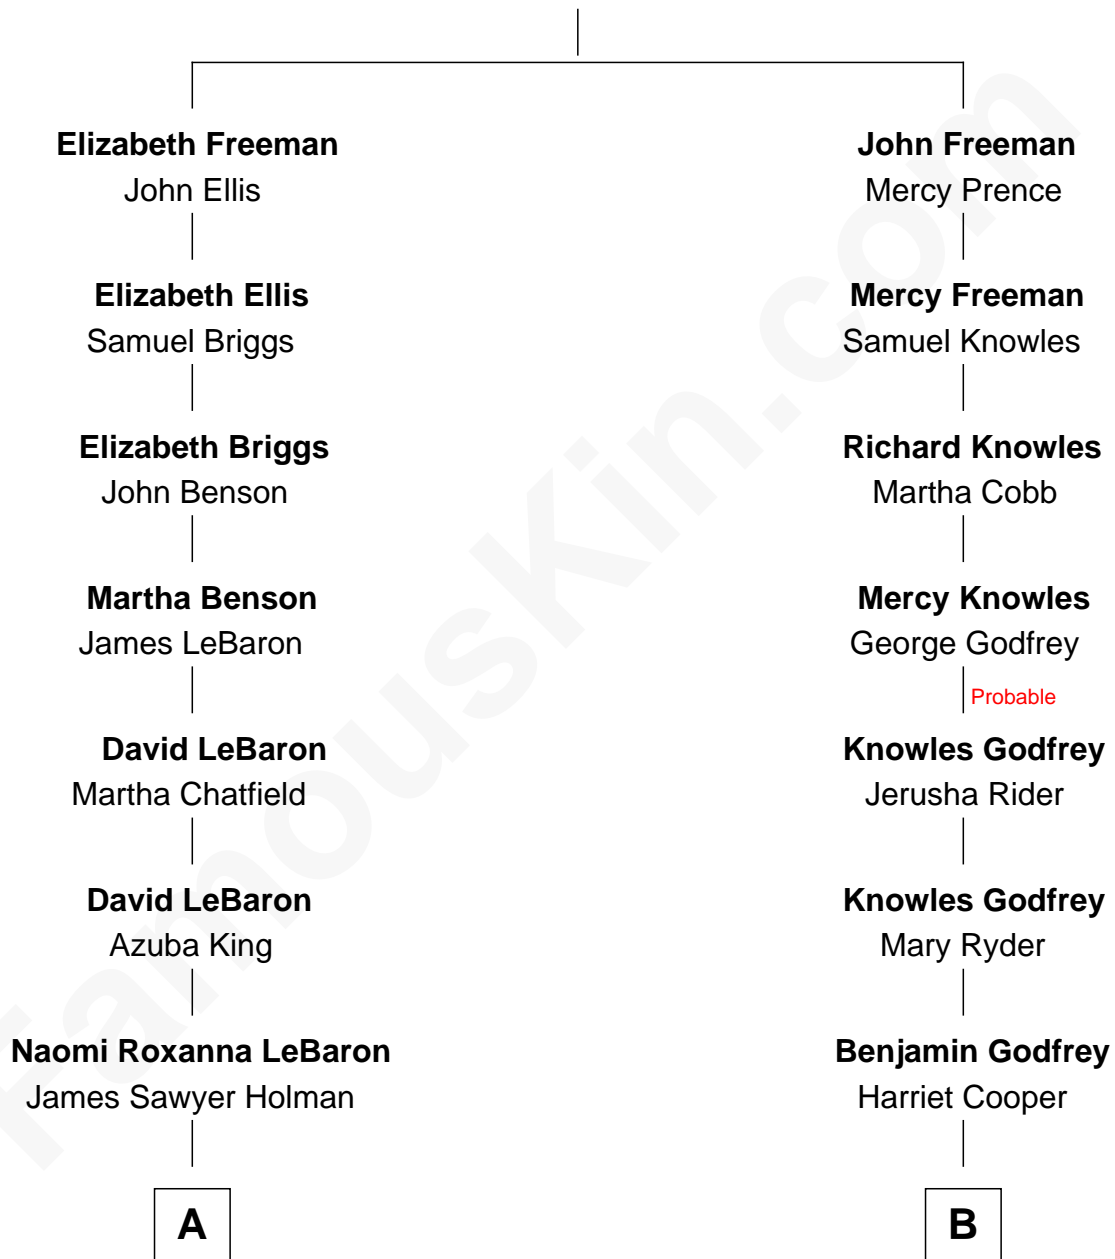 Elizabeth Freeman
John Ellis
Elizabeth Ellis
Samuel Briggs
Elizabeth Briggs
John Benson
Martha Benson
James LeBaron
David LeBaron
Martha Chatfield
David LeBaron
Azuba King
Naomi Roxanna LeBaron
James Sawyer Holman
A
John Freeman
Mercy Prence
Mercy Freeman
Samuel Knowles
Richard Knowles
Martha Cobb
Mercy Knowles
George Godfrey
Probable
Knowles Godfrey
Jerusha Rider
Knowles Godfrey
Mary Ryder
Benjamin Godfrey
Harriet Cooper
B
FamousKin.com